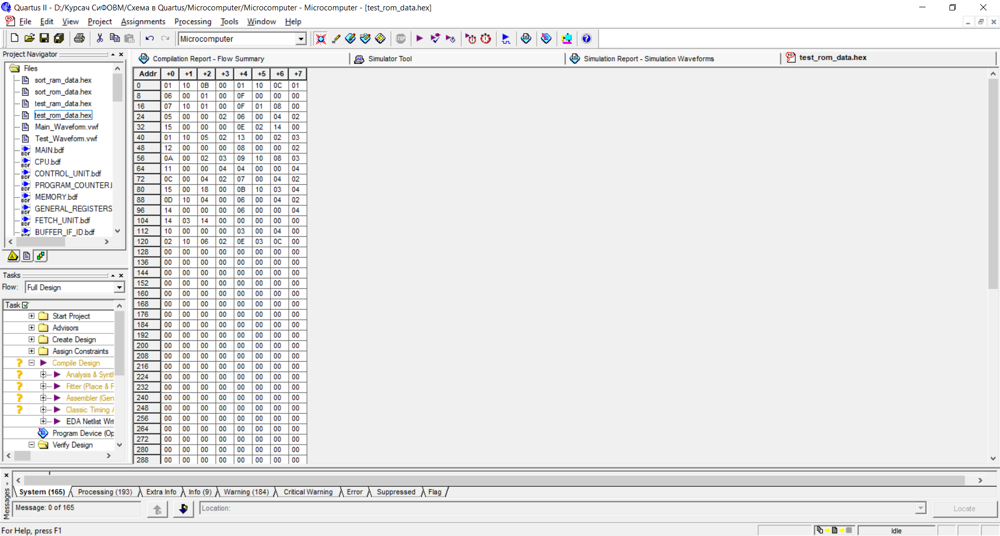 Quartus II - D:/Курсач СиФОВМ/Схема в Quartus/Microcomputer/Microcomputer - Microcomputer - [test_rom_data.hex]
File Edit View Project Assignments Processing Tools Window Help
Microcomputer
Project Navigator
Files
sort_ram_data.hex
sort_rom_data.hex
test_ram_data.hex
test_rom_data.hex
Main_Waveform.vwf
Test_Waveform.vwf
MAIN.bdf
CPU.bdf
CONTROL_UNIT.bdf
PROGRAM_COUNTER.
MEMORY.bdf
GENERAL_REGISTERS
FETCH_UNIT.bdf
BUFFER_IF_ID.bdf
Tasks
Flow: Full Design
Task
Start Project
Advisors
Create Design
Assign Constraints
Compile Design
Analysis & Synth
Fitter (Place & F
Assembler (Gen
Classic Timing A
EDA Netlist Writ
Program Device (Op
Verify Design
Compilation Report - Flow Summary
Simulator Tool
Simulation Report - Simulation Waveforms
test_rom_data.hex
Addr +0 +1 +2 +3 +4 +5 +6 +7
0 01 10 0B 00 01 10 0C 01
8 06 00 01 00 0F 00 00 00
16 07 10 01 00 0F 01 08 00
24 05 00 00 02 06 00 04 02
32 15 00 00 00 0E 02 14 00
40 01 10 05 02 13 00 02 03
48 12 00 00 00 08 00 00 02
56 0A 00 02 03 09 10 08 03
64 11 00 00 04 04 00 00 04
72 0C 00 04 02 07 00 04 02
80 15 00 18 00 0B 10 03 04
88 0D 10 04 00 06 00 04 02
96 14 00 00 00 06 00 00 04
104 14 03 14 00 00 00 00 00
112 10 00 00 00 03 00 04 00
120 02 10 06 02 0E 03 0C 00
128 00 00 00 00 00 00 00 00
136 00 00 00 00 00 00 00 00
144 00 00 00 00 00 00 00 00
152 00 00 00 00 00 00 00 00
160 00 00 00 00 00 00 00 00
168 00 00 00 00 00 00 00 00
176 00 00 00 00 00 00 00 00
184 00 00 00 00 00 00 00 00
192 00 00 00 00 00 00 00 00
200 00 00 00 00 00 00 00 00
208 00 00 00 00 00 00 00 00
216 00 00 00 00 00 00 00 00
224 00 00 00 00 00 00 00 00
232 00 00 00 00 00 00 00 00
240 00 00 00 00 00 00 00 00
248 00 00 00 00 00 00 00 00
256 00 00 00 00 00 00 00 00
264 00 00 00 00 00 00 00 00
272 00 00 00 00 00 00 00 00
280 00 00 00 00 00 00 00 00
288 00 00 00 00 00 00 00 00
System (165) Processing (193) Extra Info Info (9) Warning (184) Critical Warning Error Suppressed Flag
Messages
Message: 0 of 165
Location:
Locate
For Help, press F1
Idle